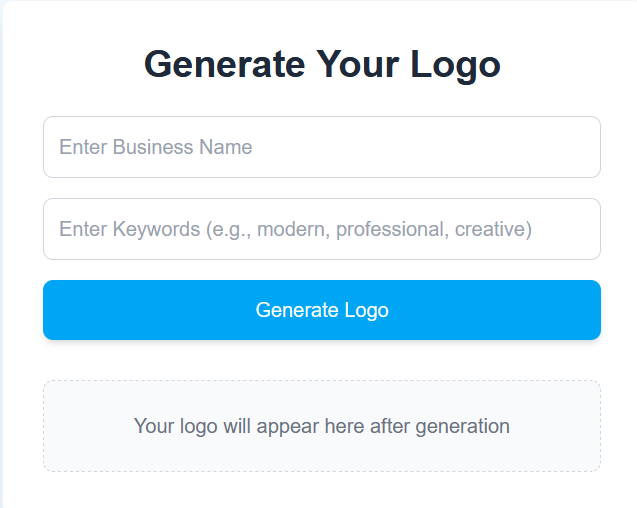 Generate Your Logo
Enter Business Name
Enter Keywords (e.g., modern, professional, creative)
Generate Logo
Your logo will appear here after generation